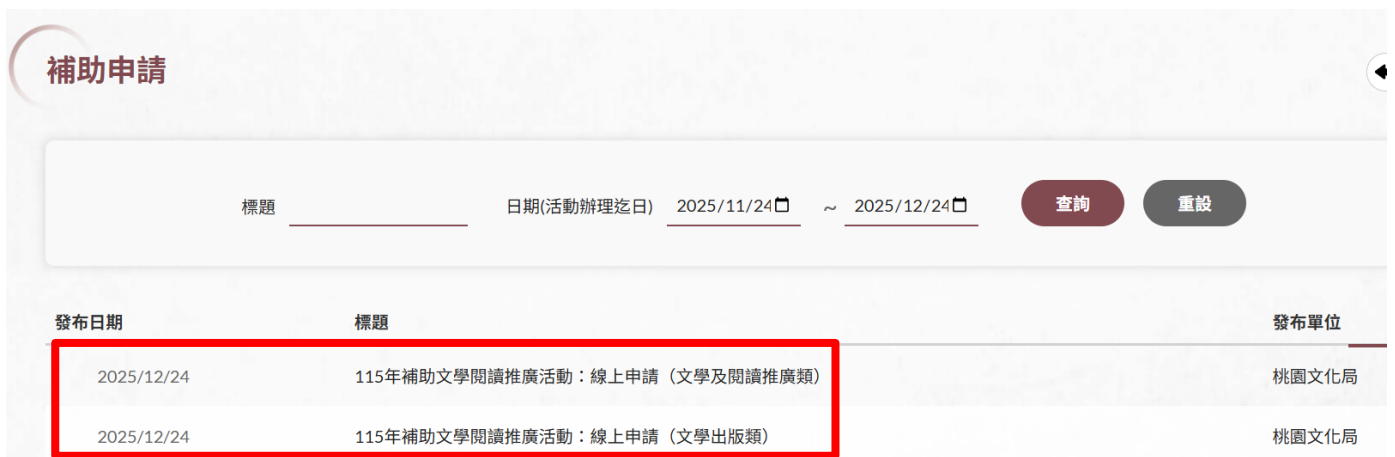 補助申請
標題 日期(活動辦理迄日) 2025/11/24 ~ 2025/12/24 查詢 重設
發布日期 標題 發布單位
2025/12/24 115年補助文學閱讀推廣活動：線上申請（文學及閱讀推廣類） 桃園文化局
2025/12/24 115年補助文學閱讀推廣活動：線上申請（文學出版類） 桃園文化局